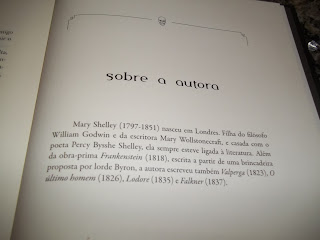 sobre a autora
Mary Shelley (1797-1851) nasceu em Londres. Filha do filósofo
William Godwin e da escritora Mary Wollstonecraft, e casada com o
poeta Percy Bysshe Shelley, ela sempre esteve ligada à literatura. Além
da obra-prima Frankenstein (1818), escrita a partir de uma brincadeira
proposta por lorde Byron, a autora escreveu também Valperga (1823), O
último homem (1826), Lodore (1835) e Falkner (1837).